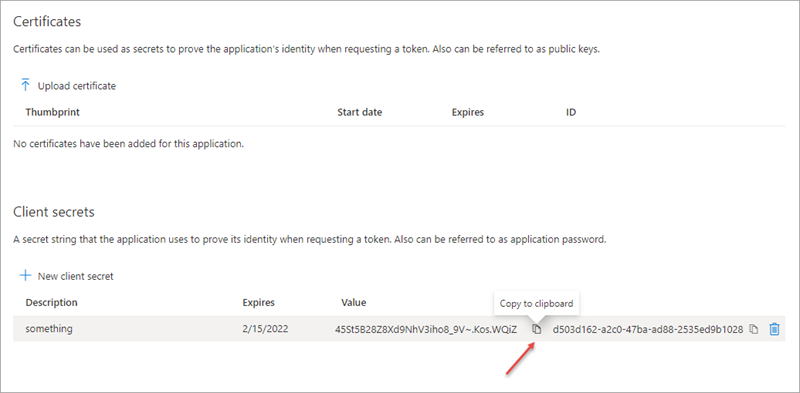 Certificates
Certificates can be used as secrets to prove the application's identity when requesting a token. Also can be referred to as public keys.
Upload certificate
Thumbprint Start date Expires ID
No certificates have been added for this application.
Client secrets
A secret string that the application uses to prove its identity when requesting a token. Also can be referred to as application password.
New client secret
Copy to clipboard
Description Expires Value
something 2/15/2022 45St5B28Z8Xd9NhV3iho8_9V~.Kos.WQiZ d503d162-a2c0-47ba-ad88-2535ed9b1028